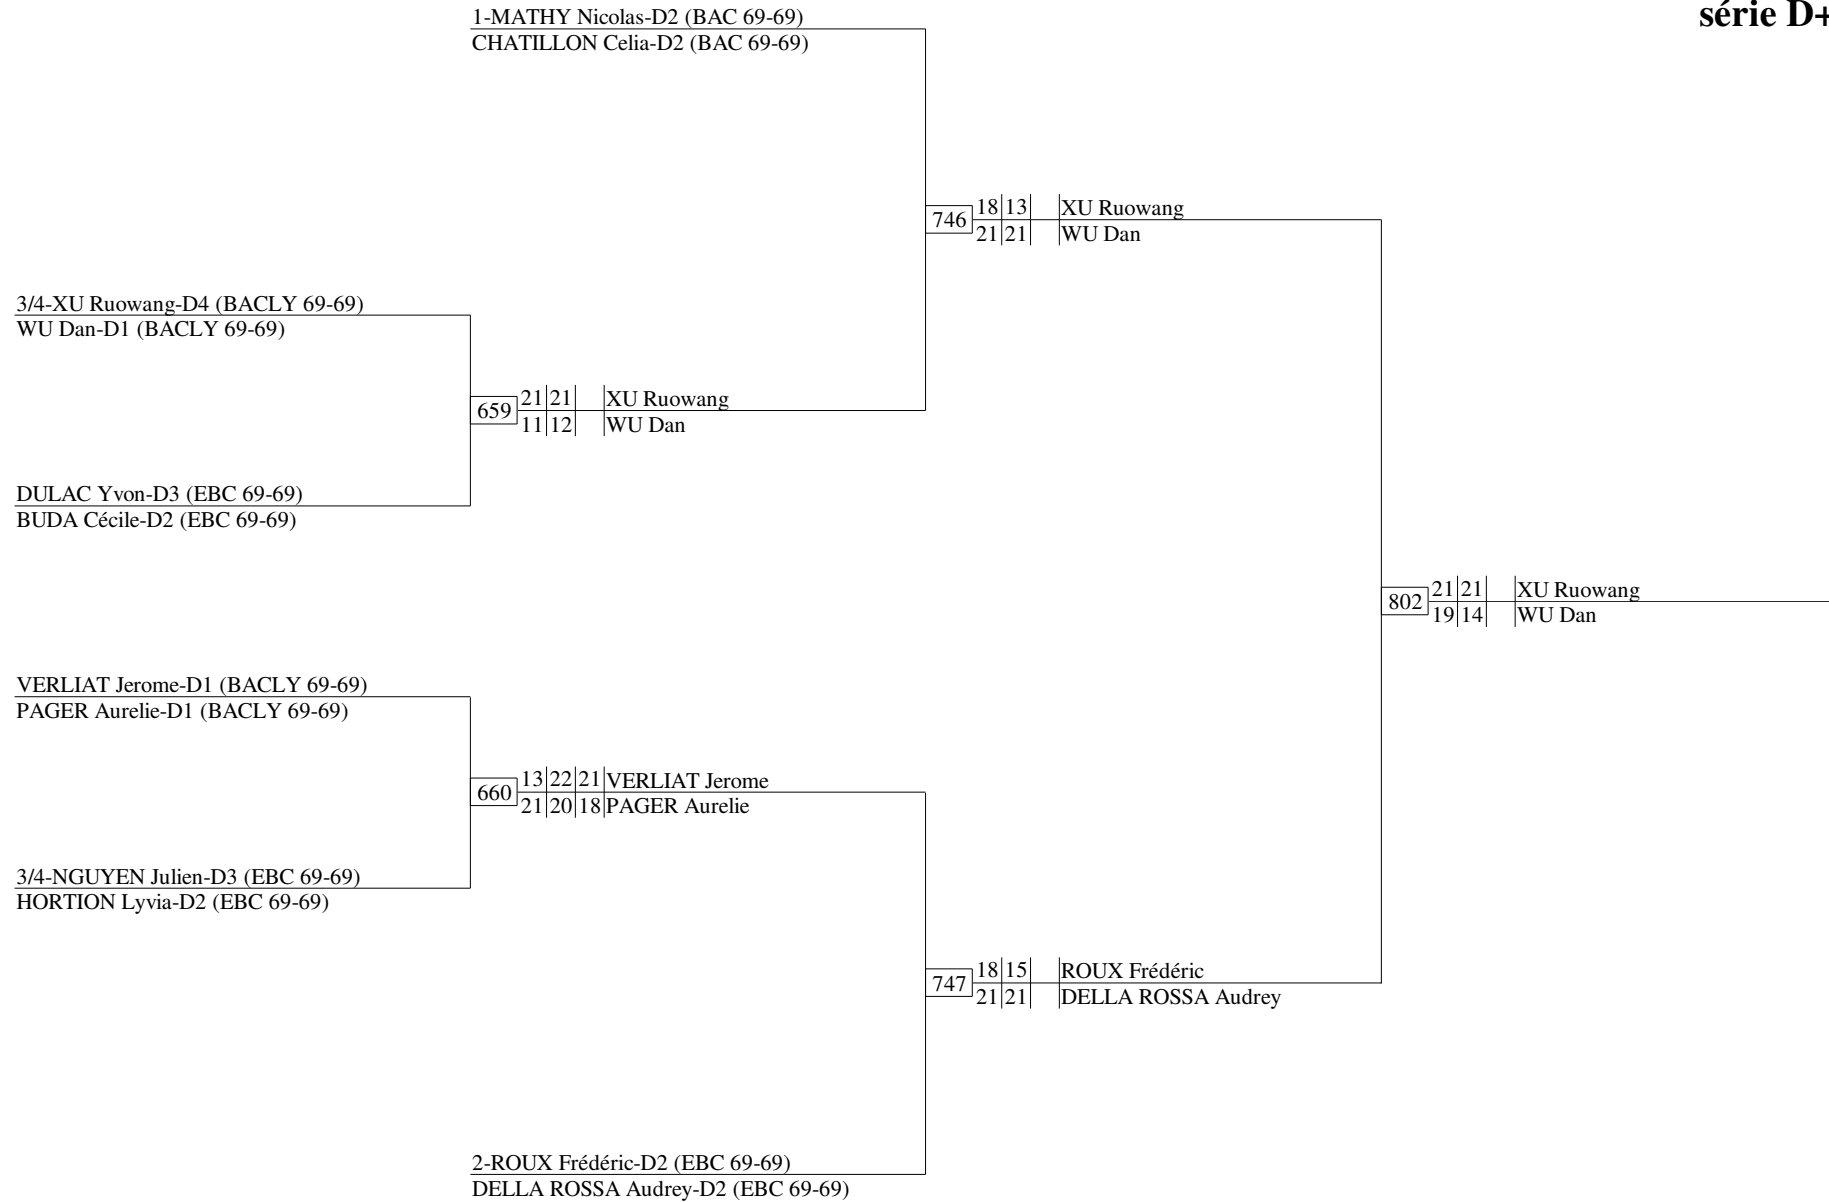 série D+
1-MATHY Nicolas-D2 (BAC 69-69)
CHATILLON Celia-D2 (BAC 69-69)
746 18 13 XU Ruowang
21 21 WU Dan
3/4-XU Ruowang-D4 (BACLY 69-69)
WU Dan-D1 (BACLY 69-69)
659 21 21 XU Ruowang
11 12 WU Dan
DULAC Yvon-D3 (EBC 69-69)
BUDA Cécile-D2 (EBC 69-69)
802 21 21 XU Ruowang
19 14 WU Dan
VERLIAT Jerome-D1 (BACLY 69-69)
PAGER Aurelie-D1 (BACLY 69-69)
660 13 22 21 VERLIAT Jerome
21 20 18 PAGER Aurelie
3/4-NGUYEN Julien-D3 (EBC 69-69)
HORTION Lyvia-D2 (EBC 69-69)
747 18 15 ROUX Frédéric
21 21 DELLA ROSSA Audrey
2-ROUX Frédéric-D2 (EBC 69-69)
DELLA ROSSA Audrey-D2 (EBC 69-69)